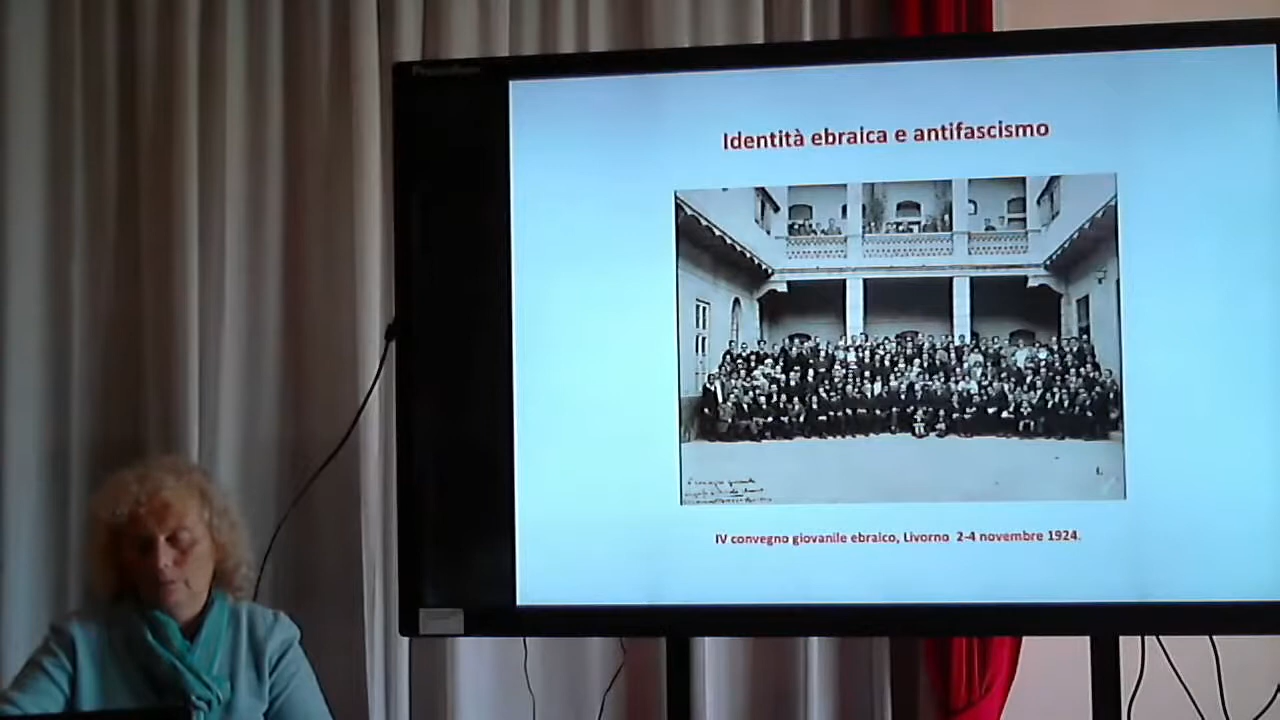 Identità ebraica e antifascismo
IV convegno giovanile ebraico, Livorno 2-4 novembre 1924.